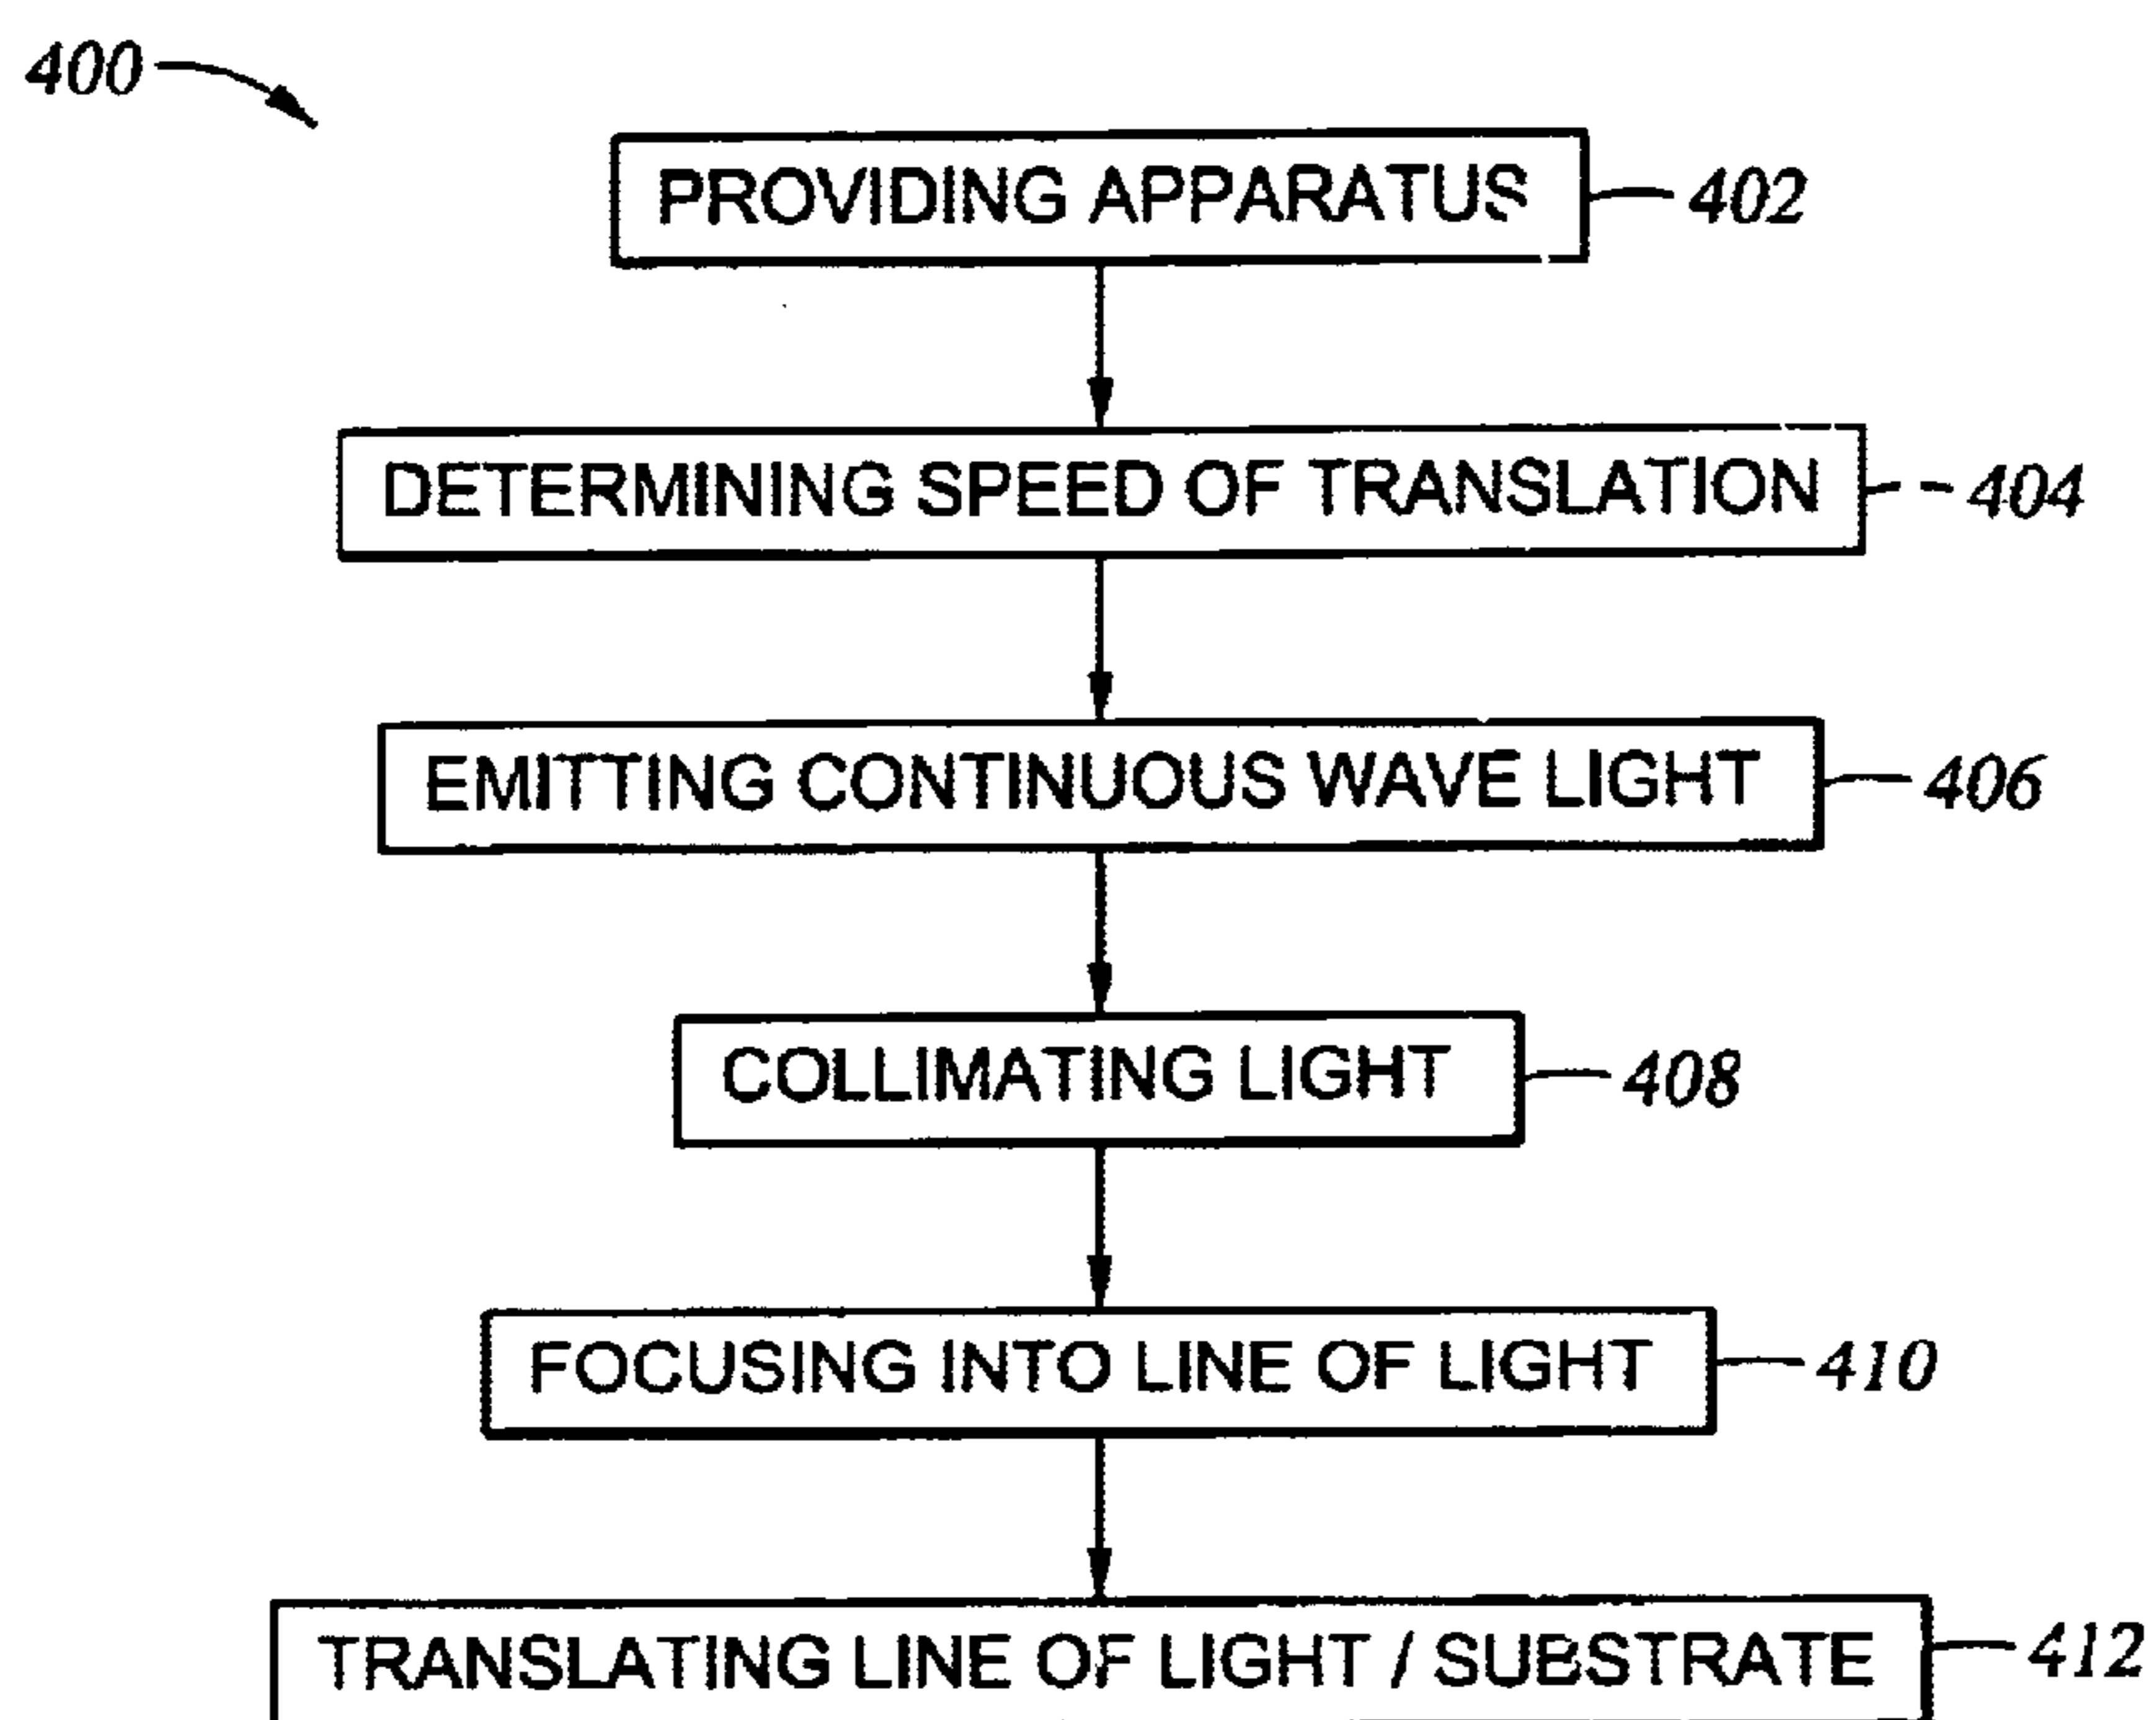 400
PROVIDING APPARATUS 402
DETERMINING SPEED OF TRANSLATION 404
EMITTING CONTINUOUS WAVE LIGHT 406
COLLIMATING LIGHT 408
FOCUSING INTO LINE OF LIGHT 410
TRANSLATING LINE OF LIGHT / SUBSTRATE 412